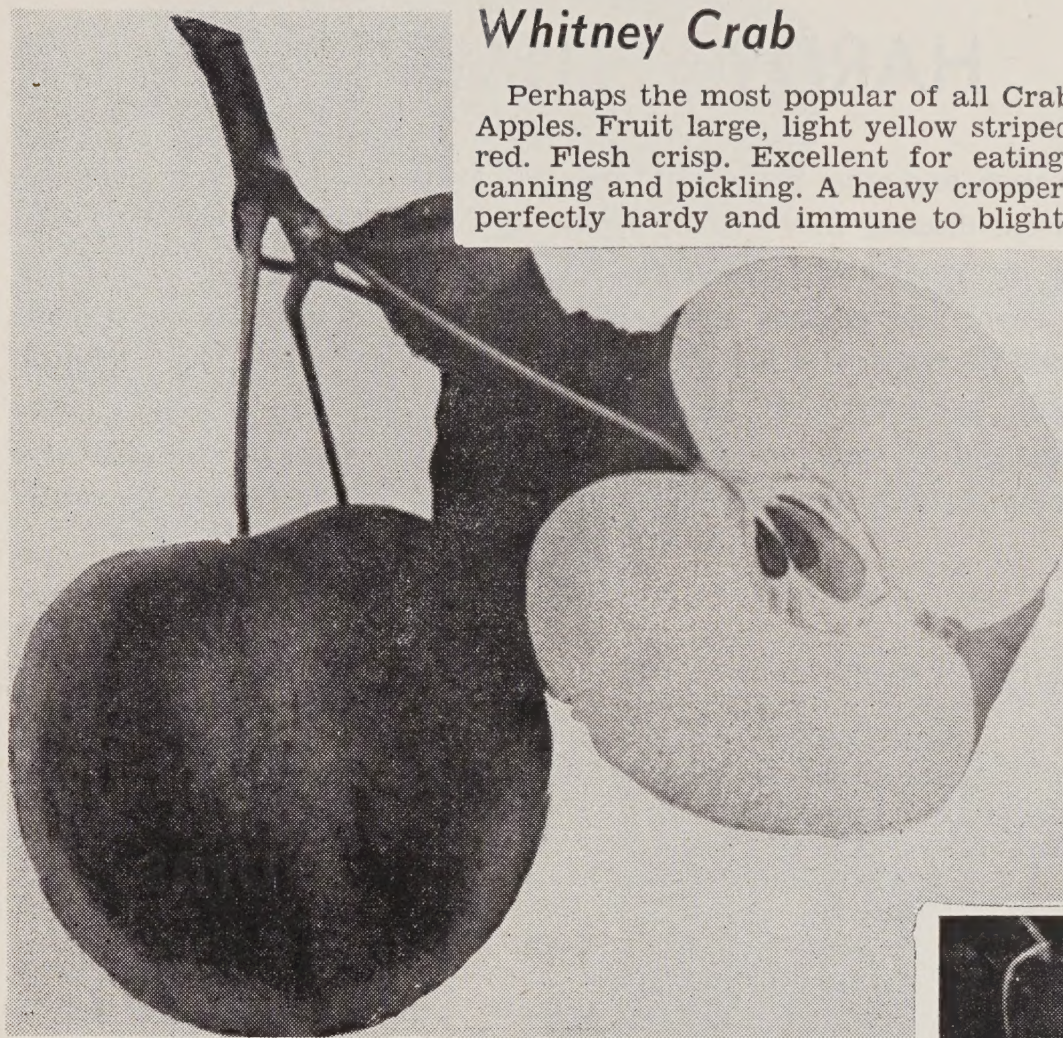 Whitney Crab
Perhaps the most popular of all Crab
Apples. Fruit large, light yellow striped
red. Flesh crisp. Excellent for eating
canning and pickling. A heavy cropper
perfectly hardy and immune to blight